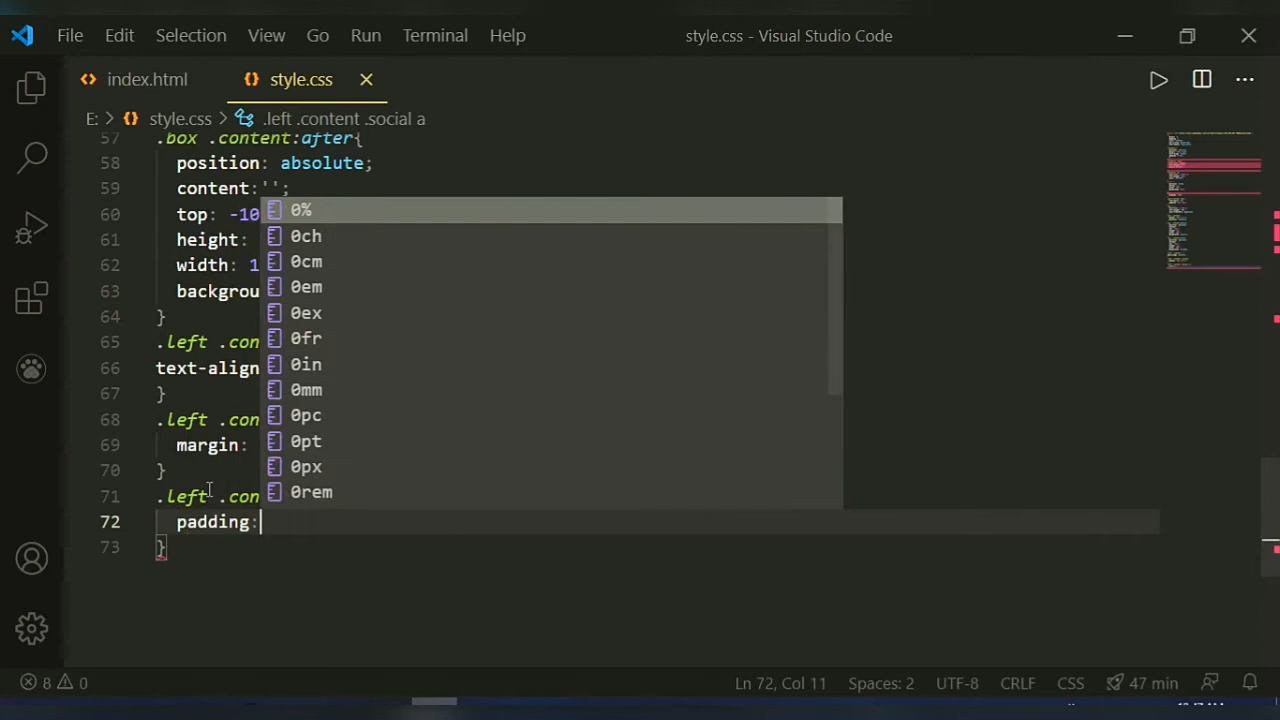 File Edit Selection View Go Run Terminal Help style.css - Visual Studio Code
index.html style.css
E: > style.css > .left .content .social a
57 .box .content:after{
58 position: absolute;
59 content:'';
60 top: -10
61 height:
62 width: 1
63 backgrou
64 }
65 .left .con
66 text-align
67 }
68 .left .con
69 margin:
70 }
71 .left .con
72 padding:
73 }
0%
0ch
0cm
0em
0ex
0fr
0in
0mm
0pc
0pt
0px
0rem
8 0 Ln 72, Col 11 Spaces: 2 UTF-8 CRLF CSS 47 min